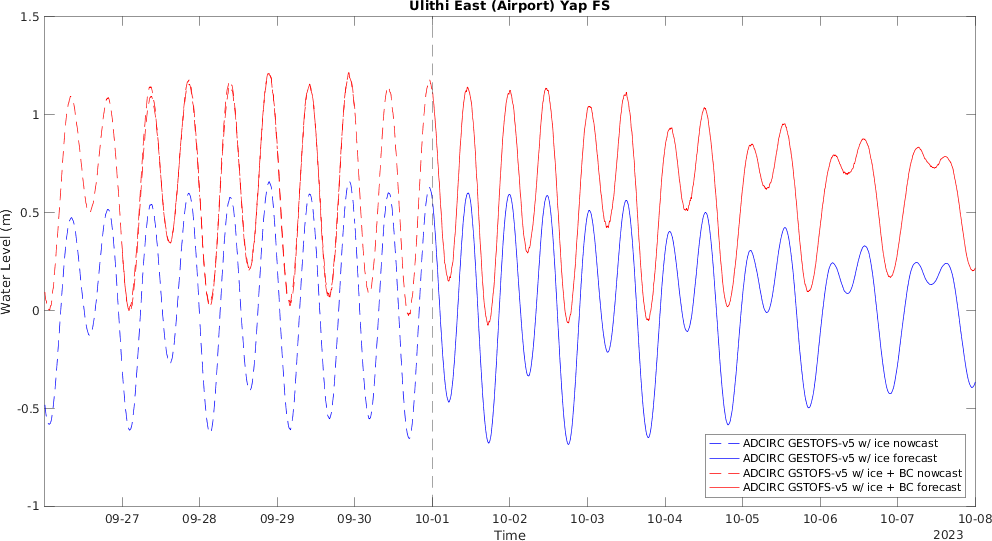 Ulithi East (Airport) Yap FS
1.5
1
0.5
0
-0.5
-1
Water Level (m)
09-27 09-28 09-29 09-30 10-01 10-02 10-03 10-04 10-05 10-06 10-07 10-08
Time
2023
ADCIRC GESTOFS-v5 w/ ice nowcast
ADCIRC GESTOFS-v5 w/ ice forecast
ADCIRC GSTOFS-v5 w/ ice + BC nowcast
ADCIRC GSTOFS-v5 w/ ice + BC forecast